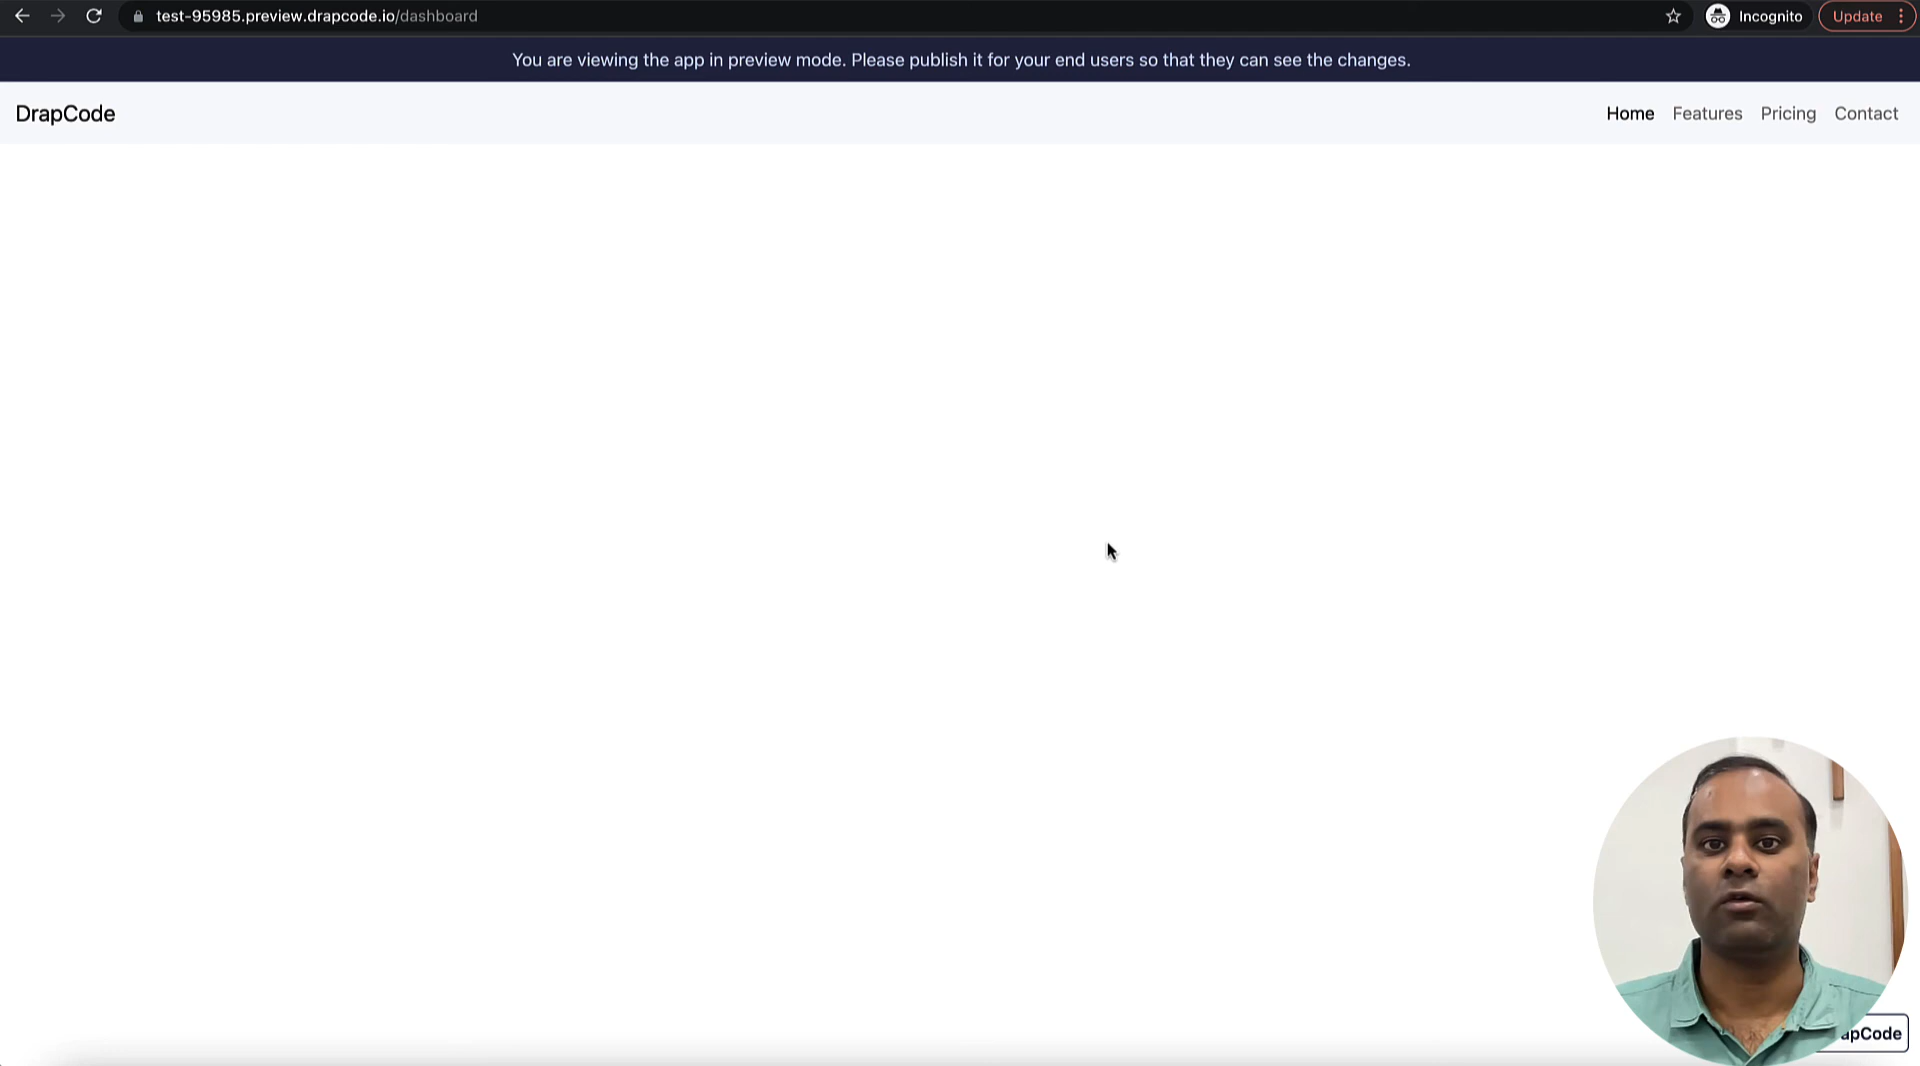 test-95985.preview.drapcode.io/dashboard
Incognito
Update
You are viewing the app in preview mode. Please publish it for your end users so that they can see the changes.
DrapCode
Home Features Pricing Contact
apCode